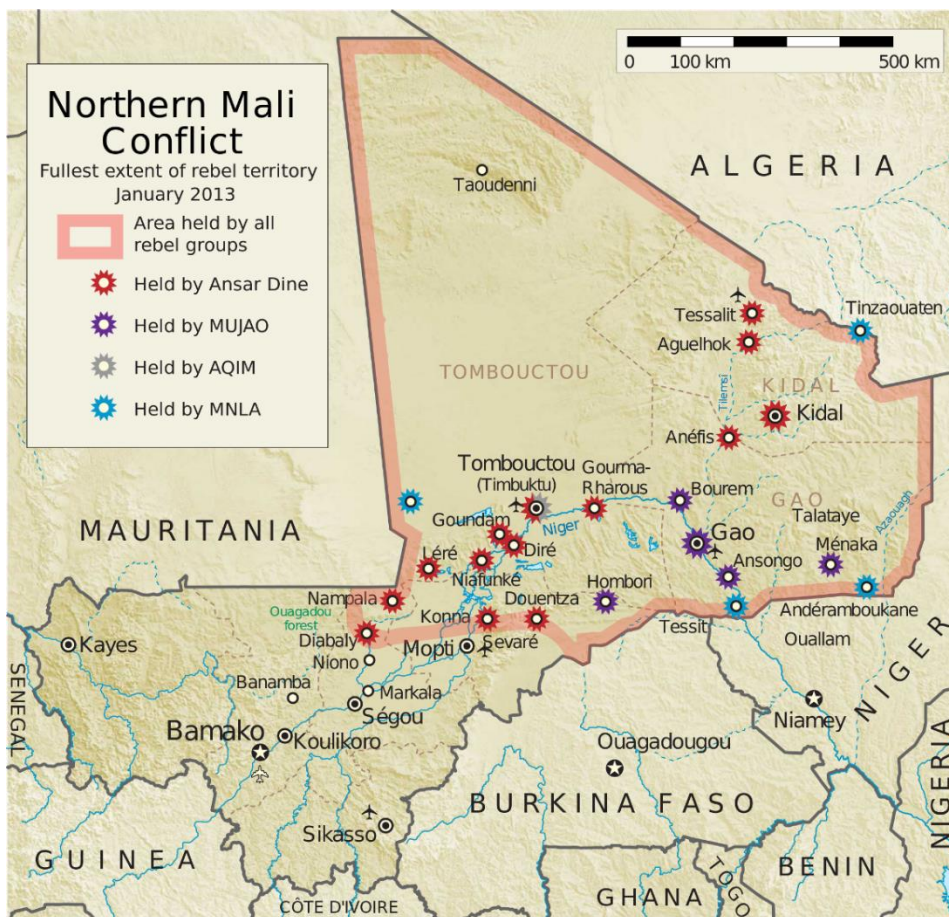 Northern Mali
Conflict
Fullest extent of rebel territory
January 2013
Area held by all
rebel groups
Held by Ansar Dine
Held by MUJAO
Held by AQIM
Held by MNLA
0 100 km 500 km
ALGERIA
Taoudenni
Tessalit
Tinzaouaten
Aguelhok
TOMBOUCTOU
Tilemsi
KIDAL
Kidal
Anéfis
Tombouctou
(Timbuktu)
Gourma-
Rharous
Bourem
GAO
Talataye
Azaouagh
MAURITANIA
Goundam
Niger
Gao
Diré
Léré
Niafunké
Ansongo
Ménaka
Hombori
Nampala
Konna
Douentza
Andéramboukane
Ouagadou
forest
Diabaly
Sevaré
Tessit
Ouallam
Kayes
Mopti
Niono
NIGER
SENEGAL
Banamba
Markala
Ségou
Niamey
Bamako
Koulikoro
Ouagadougou
BURKINA FASO
NIGERIA
Sikasso
GUINEA
BENIN
TOGO
GHANA
CÔTE D'IVOIRE